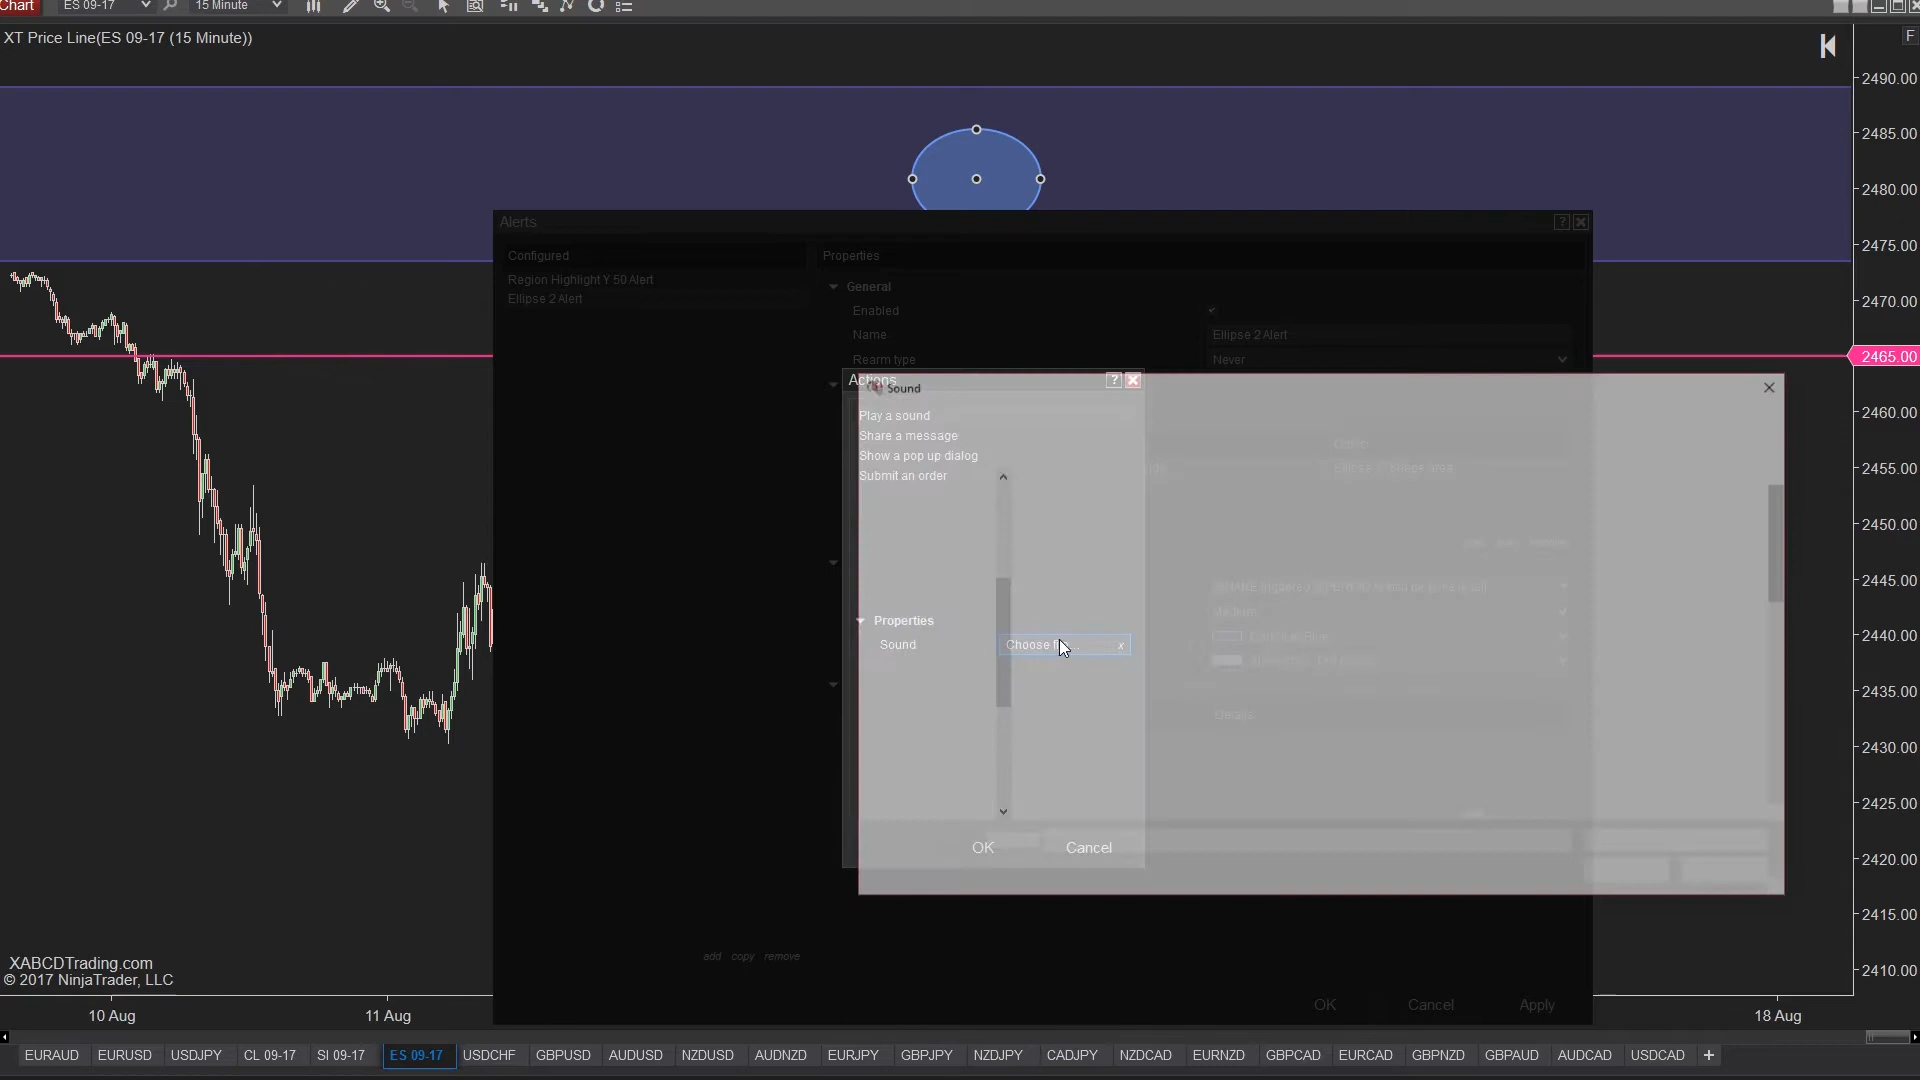 Chart ES 09-17 15 Minute
XT Price Line(ES 09-17 (15 Minute))
F
2490.00
2485.00
2480.00
2475.00
2470.00
2465.00
2460.00
2455.00
2450.00
2445.00
2440.00
2435.00
2430.00
2425.00
2420.00
2415.00
2410.00
Alerts ?
Configured
Region Highlight Y 50 Alert
Ellipse 2 Alert
Properties
General
Enabled
Name Ellipse 2 Alert
Rearm type Never
Actions ?
Sound
Play a sound
Share a message
Show a pop up dialog
Submit an order
Properties
Sound Choose x
Details
OK Cancel
add copy remove
OK Cancel Apply
XABCDTrading.com
© 2017 NinjaTrader, LLC
10 Aug 11 Aug 18 Aug
EURAUD EURUSD USDJPY CL 09-17 SI 09-17 ES 09-17 USDCHF GBPUSD AUDUSD NZDUSD AUDNZD EURJPY GBPJPY NZDJPY CADJPY NZDCAD EURNZD GBPCAD EURCAD GBPNZD GBPAUD AUDCAD USDCAD +